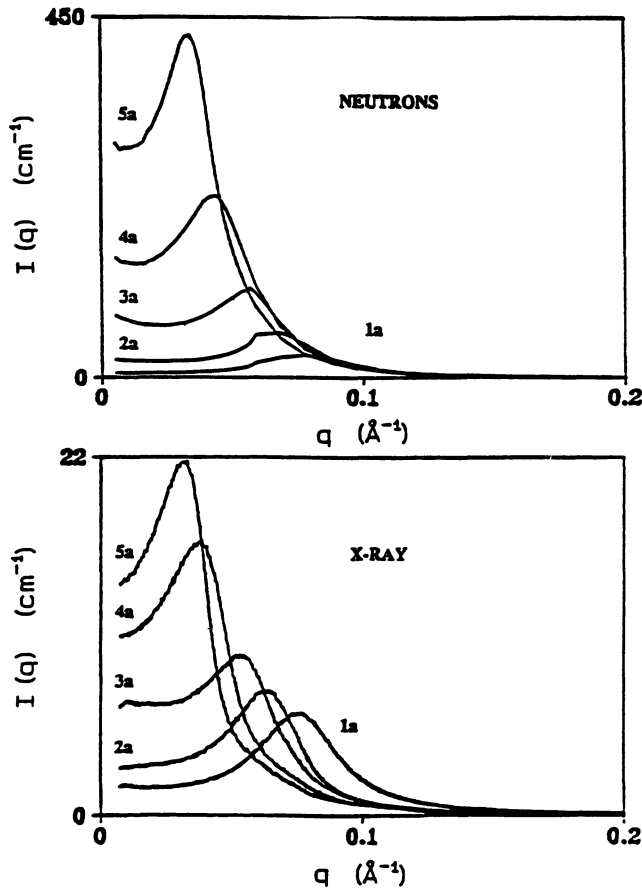 450
5a
NEUTRONS
I (q) (cm⁻¹)
4a
3a
1a
2a
0
0
0.1
0.2
q (Å⁻¹)
22
5a
X-RAY
4a
I (q) (cm⁻¹)
3a
1a
2a
0
0
0.1
0.2
q (Å⁻¹)